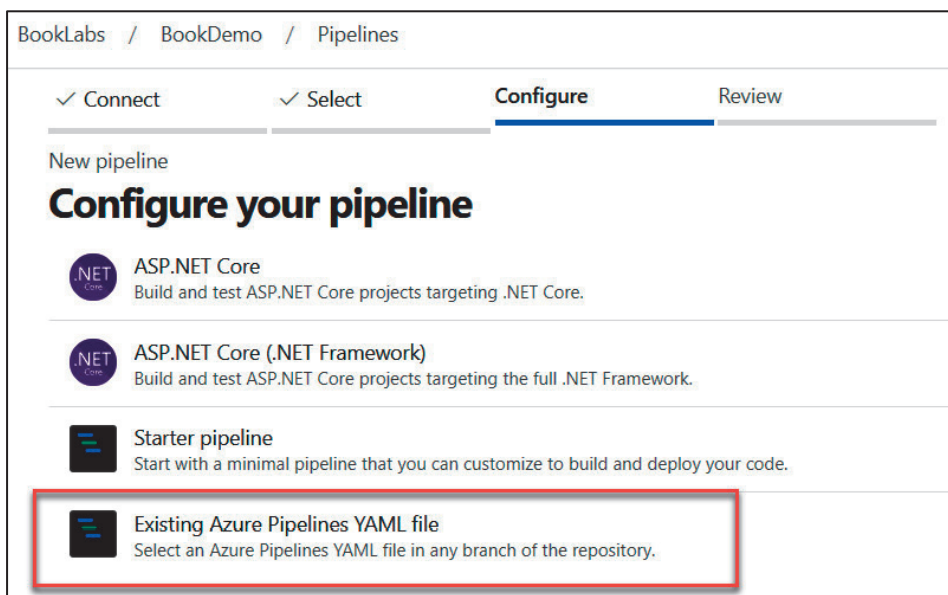 BookLabs / BookDemo / Pipelines
✓ Connect ✓ Select Configure Review
New pipeline
Configure your pipeline
.NET Core
ASP.NET Core
Build and test ASP.NET Core projects targeting .NET Core.
.NET Core
ASP.NET Core (.NET Framework)
Build and test ASP.NET Core projects targeting the full .NET Framework.
Starter pipeline
Start with a minimal pipeline that you can customize to build and deploy your code.
Existing Azure Pipelines YAML file
Select an Azure Pipelines YAML file in any branch of the repository.